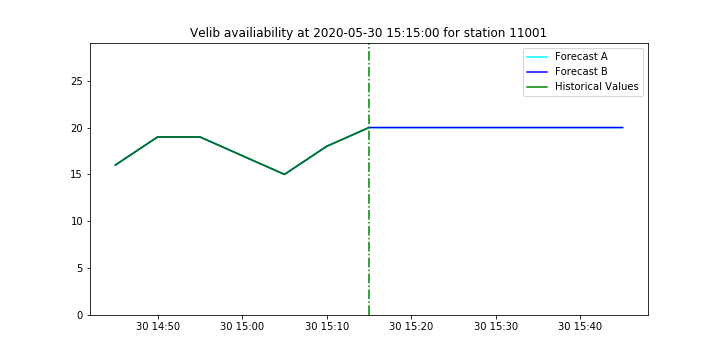 Velib availiability at 2020-05-30 15:15:00 for station 11001
Forecast A
Forecast B
Historical Values
25
20
15
10
5
0
30 14:50 30 15:00 30 15:10 30 15:20 30 15:30 30 15:40